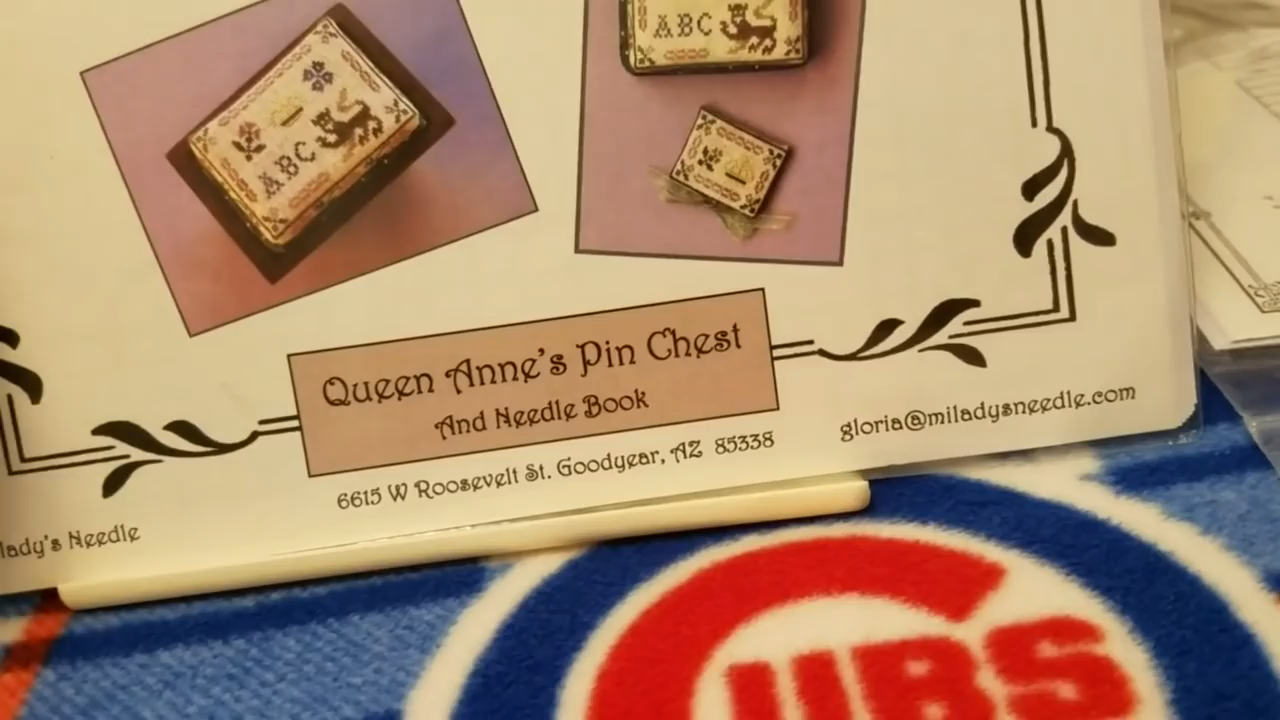 ABC
ABC
Queen Anne's Pin Chest
And Needle Book
6615 W Roosevelt St. Goodyear, AZ 85338
gloria@miladysneedle.com
lady's Needle
CUBS